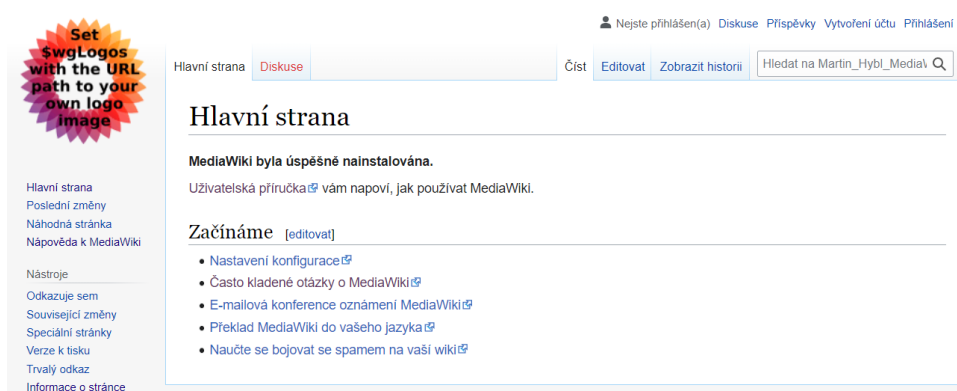 Set
$wgLogos
with the URL
path to your
own logo
image
Nejste přihlášen(a) Diskuse Příspěvky Vytvoření účtu Přihlášení
Hlavní strana Diskuse Číst Editovat Zobrazit historii Hledat na Martin_Hybl_Media
Hlavní strana
MediaWiki byla úspěšně nainstalována.
Uživatelská příručka vám napoví, jak používat MediaWiki.
Začínáme [editovat]
Nastavení konfigurace
Často kladené otázky o MediaWiki
E-mailová konference oznámení MediaWiki
Překlad MediaWiki do vašeho jazyka
Naučte se bojovat se spamem na vaší wiki
Hlavní strana
Poslední změny
Náhodná stránka
Nápověda k MediaWiki
Nástroje
Odkazuje sem
Související změny
Speciální stránky
Verze k tisku
Trvalý odkaz
Informace o stránce